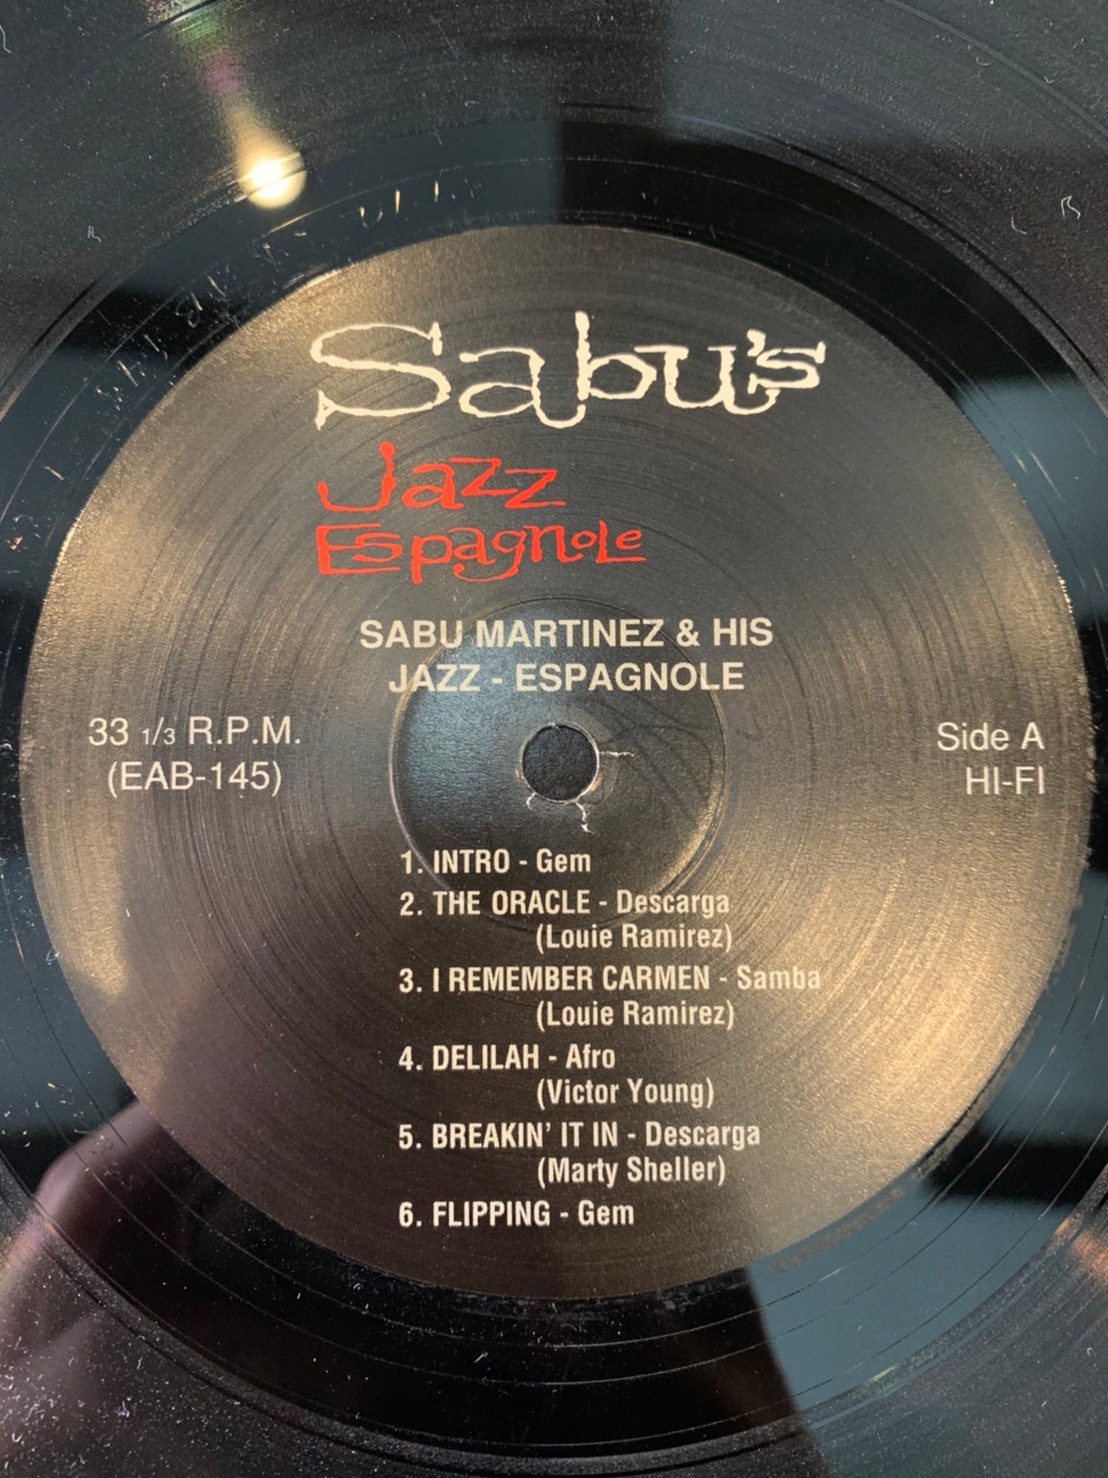 Sabu's
Jazz
Espagnole
SABU MARTINEZ & HIS
JAZZ - ESPAGNOLE
33 1/3 R.P.M.
(EAB-145)
Side A
HI-FI
1. INTRO - Gem
2. THE ORACLE - Descarga
(Louie Ramirez)
3. I REMEMBER CARMEN - Samba
(Louie Ramirez)
4. DELILAH - Afro
(Victor Young)
5. BREAKIN' IT IN - Descarga
(Marty Sheller)
6. FLIPPING - Gem